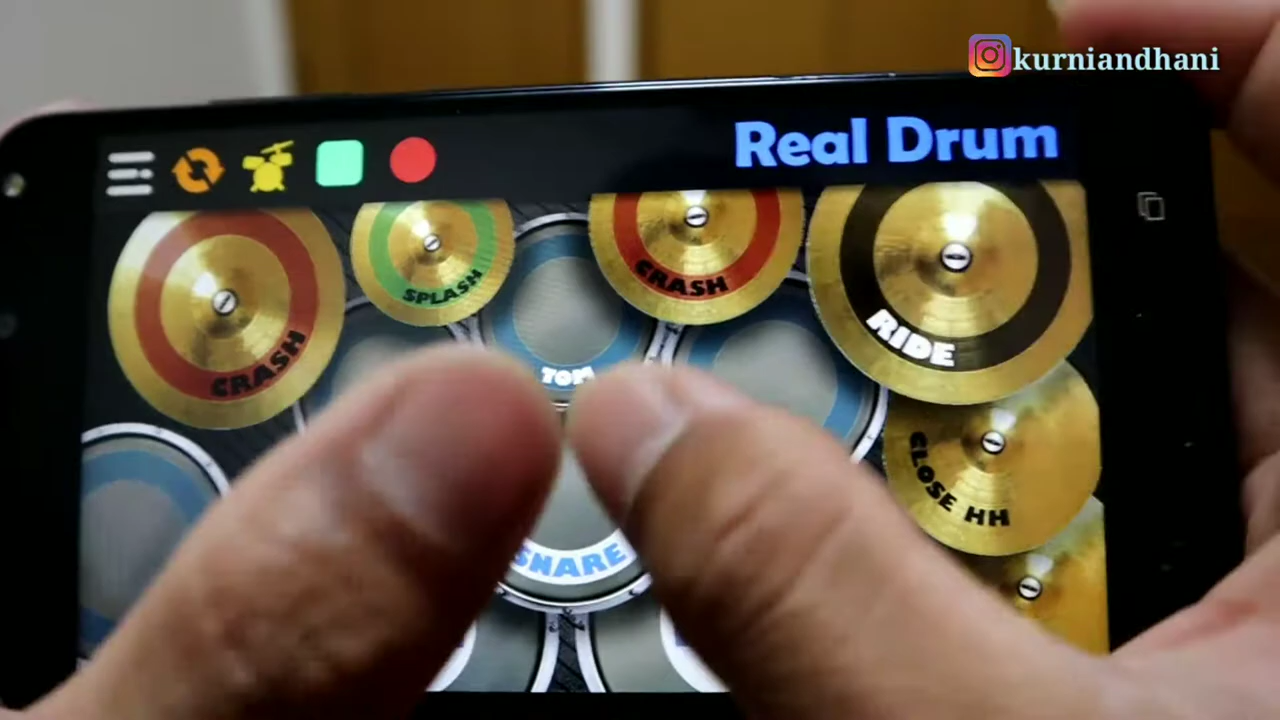 kurniandhani
Real Drum
CRASH
SPLASH
TOM
CRASH
RIDE
CLOSE HH
SNARE